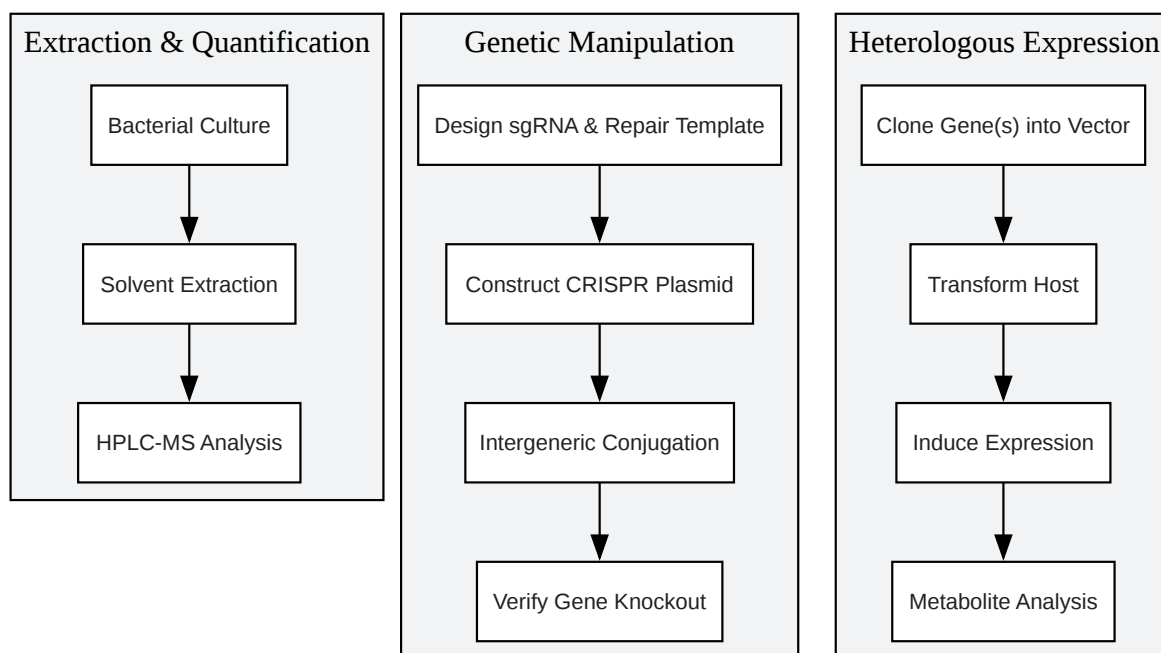 Extraction & Quantification
Bacterial Culture
Solvent Extraction
HPLC-MS Analysis
Genetic Manipulation
Design sgRNA & Repair Template
Construct CRISPR Plasmid
Intergeneric Conjugation
Verify Gene Knockout
Heterologous Expression
Clone Gene(s) into Vector
Transform Host
Induce Expression
Metabolite Analysis